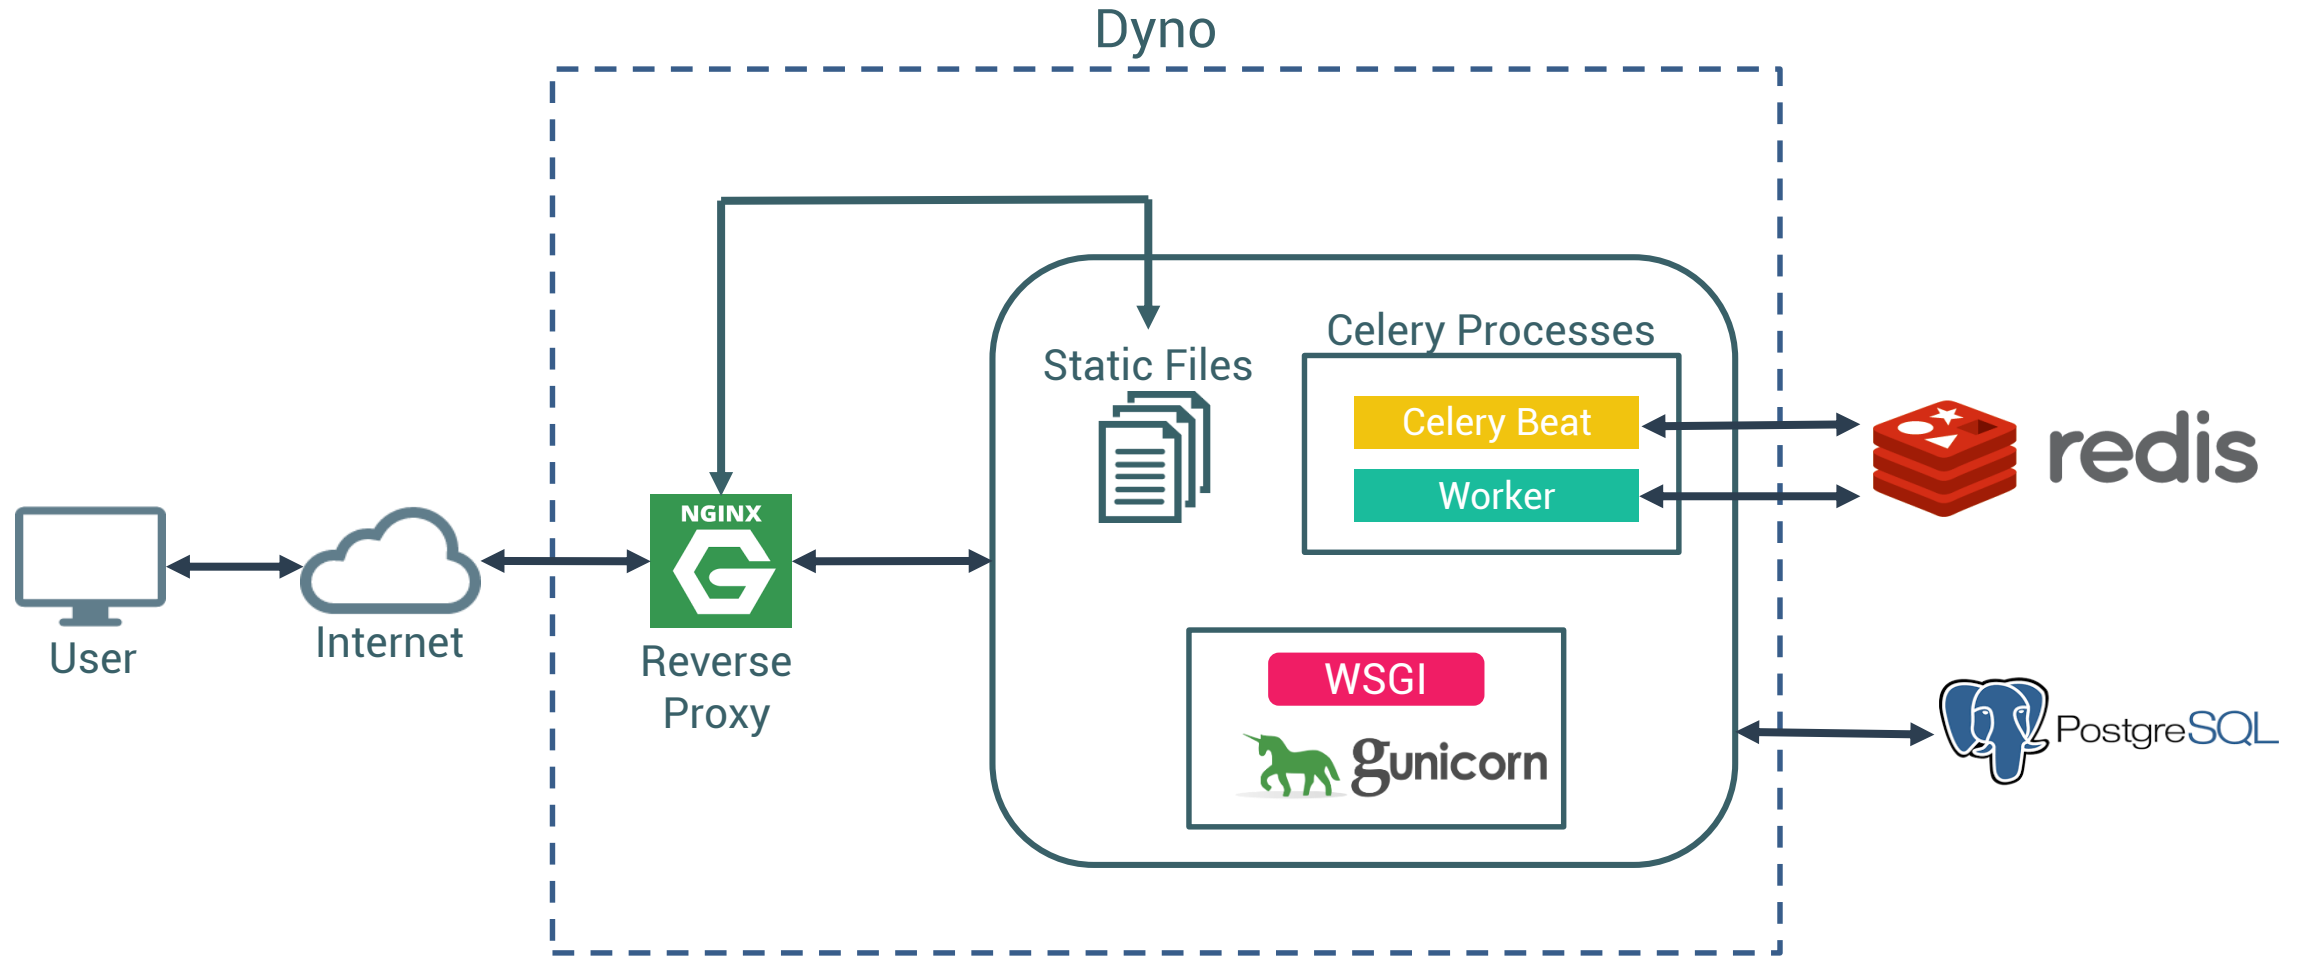 Dyno
User
Internet
NGINX
Reverse
Proxy
Static Files
Celery Processes
Celery Beat
Worker
WSGI
gunicorn
redis
PostgreSQL